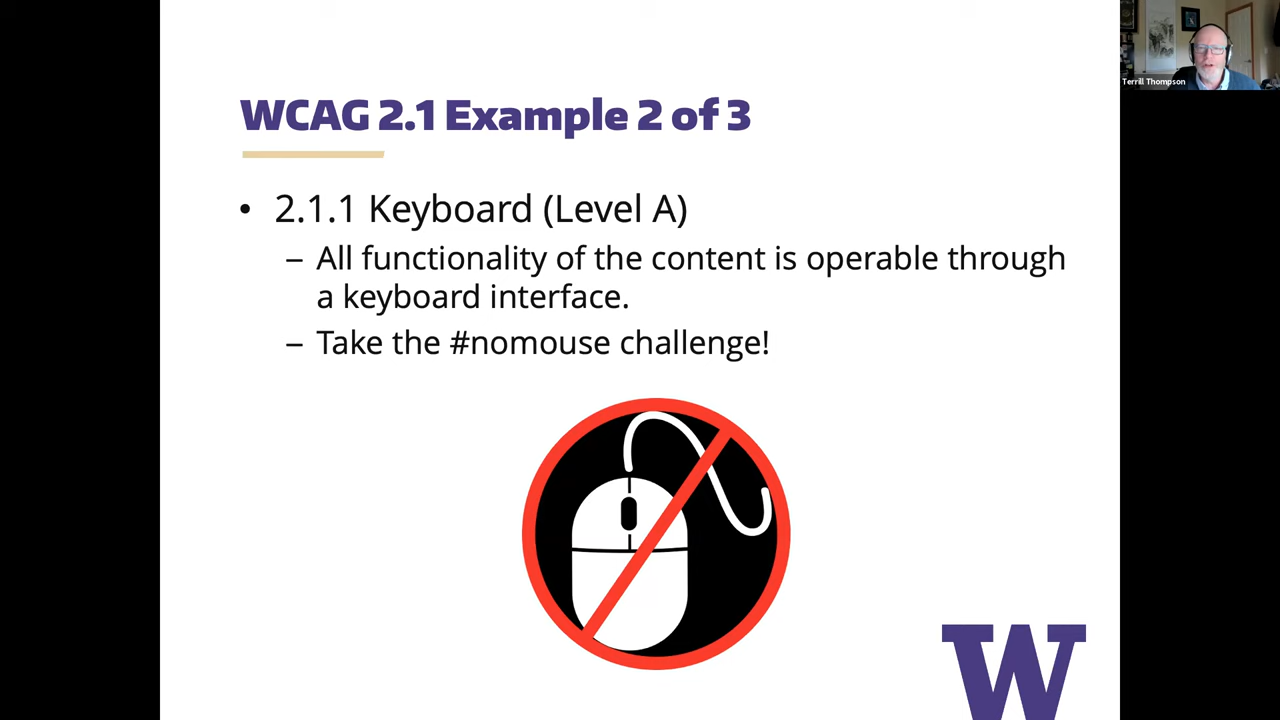 WCAG 2.1 Example 2 of 3
• 2.1.1 Keyboard (Level A)
– All functionality of the content is operable through
a keyboard interface.
– Take the #nomouse challenge!
W
Terrill Thompson